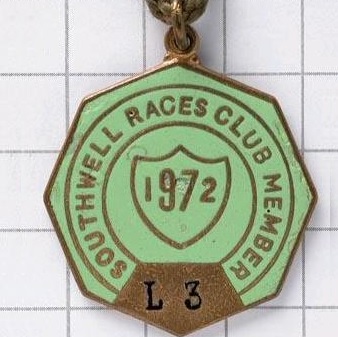 SOUTHWELL RACES CLUB MEMBER
1972
L 3